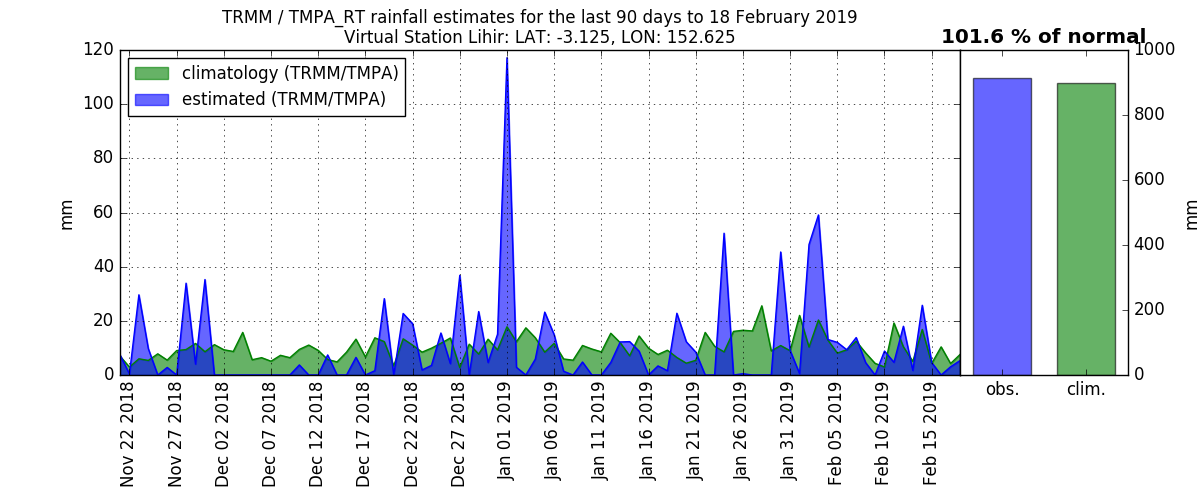 TRMM / TMPA_RT rainfall estimates for the last 90 days to 18 February 2019
Virtual Station Lihir: LAT: -3.125, LON: 152.625
101.6 % of normal
climatology (TRMM/TMPA)
estimated (TRMM/TMPA)
120
100
80
60
40
20
0
mm
1000
800
600
400
200
0
mm
obs.
clim.
Nov 22 2018
Nov 27 2018
Dec 02 2018
Dec 07 2018
Dec 12 2018
Dec 17 2018
Dec 22 2018
Dec 27 2018
Jan 01 2019
Jan 06 2019
Jan 11 2019
Jan 16 2019
Jan 21 2019
Jan 26 2019
Jan 31 2019
Feb 05 2019
Feb 10 2019
Feb 15 2019